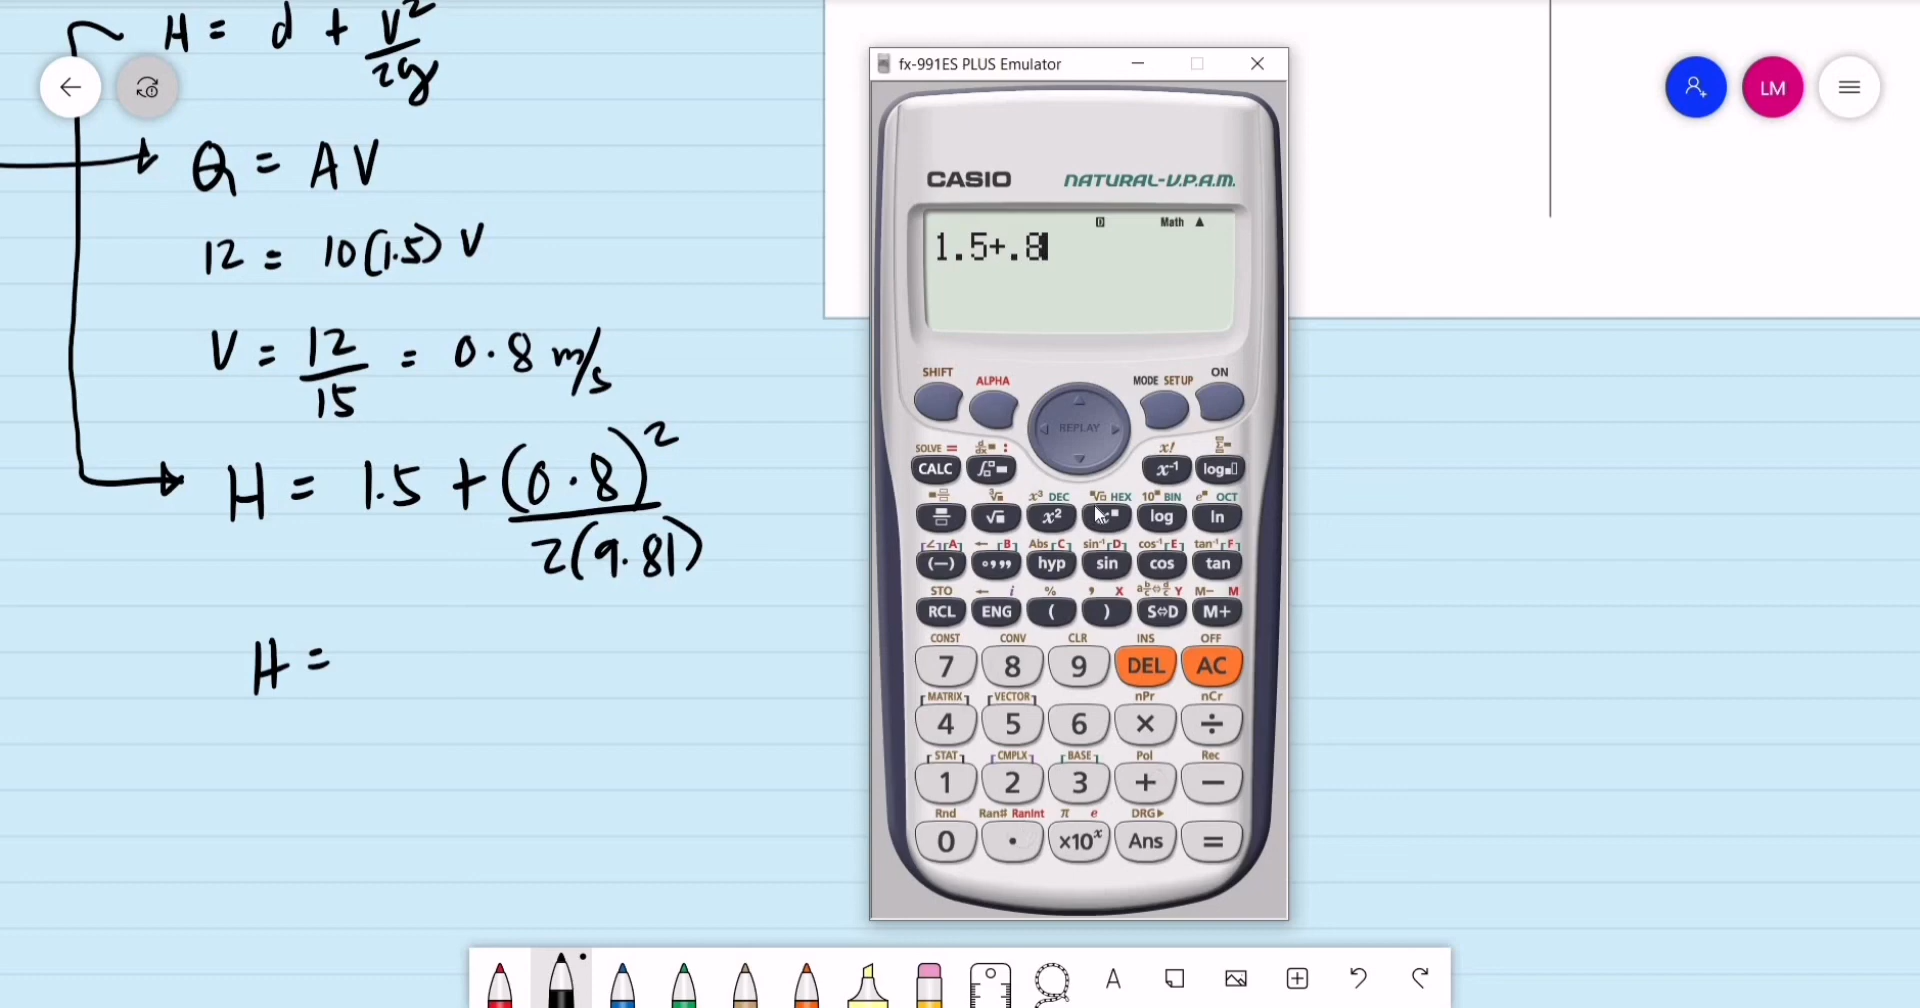 H = d + V²/2g
Q = AV
12 = 10(1.5) V
V = 12/15 = 0.8 m/s
H = 1.5 + (0.8)²/2(9.81)
H =
fx-991ES PLUS Emulator
CASIO NATURAL-V.P.A.M.
D Math ▲
1.5+.8
SHIFT ALPHA REPLAY MODE SETUP ON
SOLVE = d/dx : x! Σ
CALC ∫ x⁻¹ log
³√ x³ DEC ˣ√ HEX 10ˣ BIN eˣ OCT
√ x² x log ln
∠ A ← B Abs C sin⁻¹ D cos⁻¹ E tan⁻¹ F
(−) °,,, hyp sin cos tan
STO ← i % , X a b/c⇔d/c Y M− M
RCL ENG ( ) S⇔D M+
CONST CONV CLR INS OFF
7 8 9 DEL AC
MATRIX VECTOR nPr nCr
4 5 6 × ÷
STAT CMPLX BASE Pol Rec
1 2 3 + −
Rnd Ran# RanInt π e DRG▶
0 . ×10ˣ Ans =
LM
A